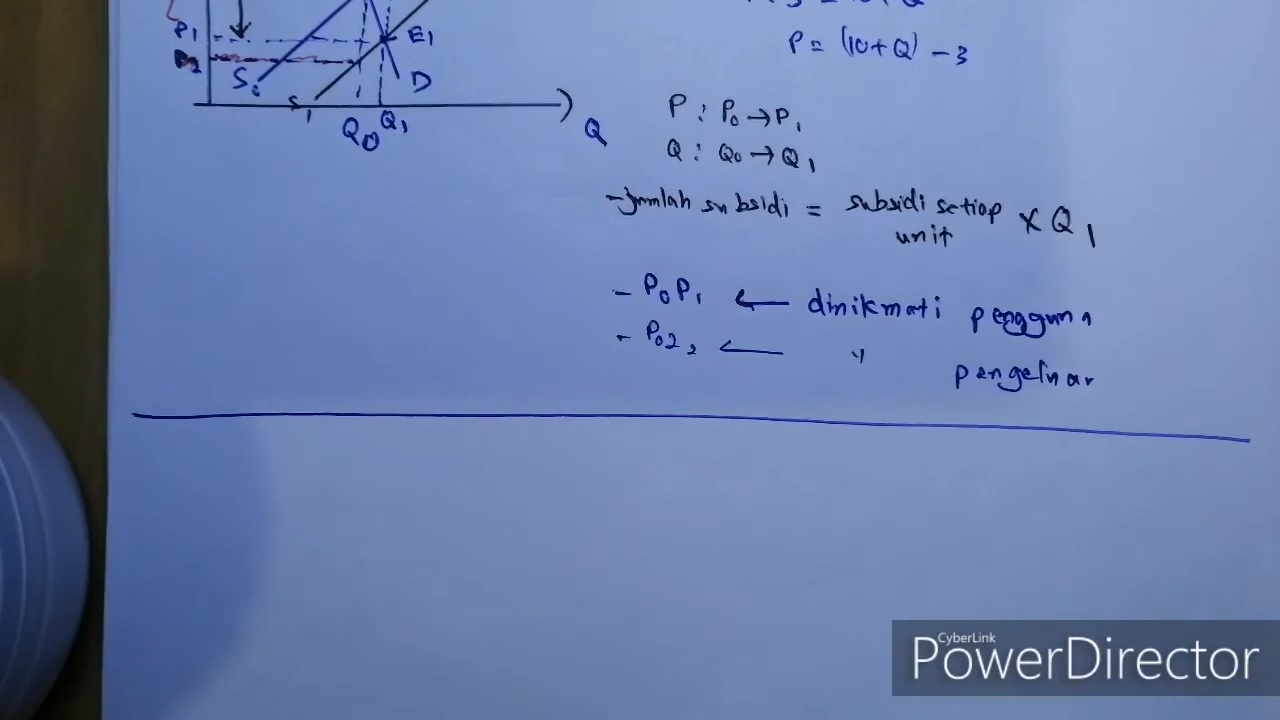 P1
E1
P2
S0
D
S1
Q0 Q1
Q
P = (10+Q) - 3
P : P0 → P1
Q : Q0 → Q1
- Jumlah subsidi = subsidi setiap unit x Q1
- P0P1 ← dinikmati pengguna
- P022 ← " pengeluar
CyberLink
PowerDirector